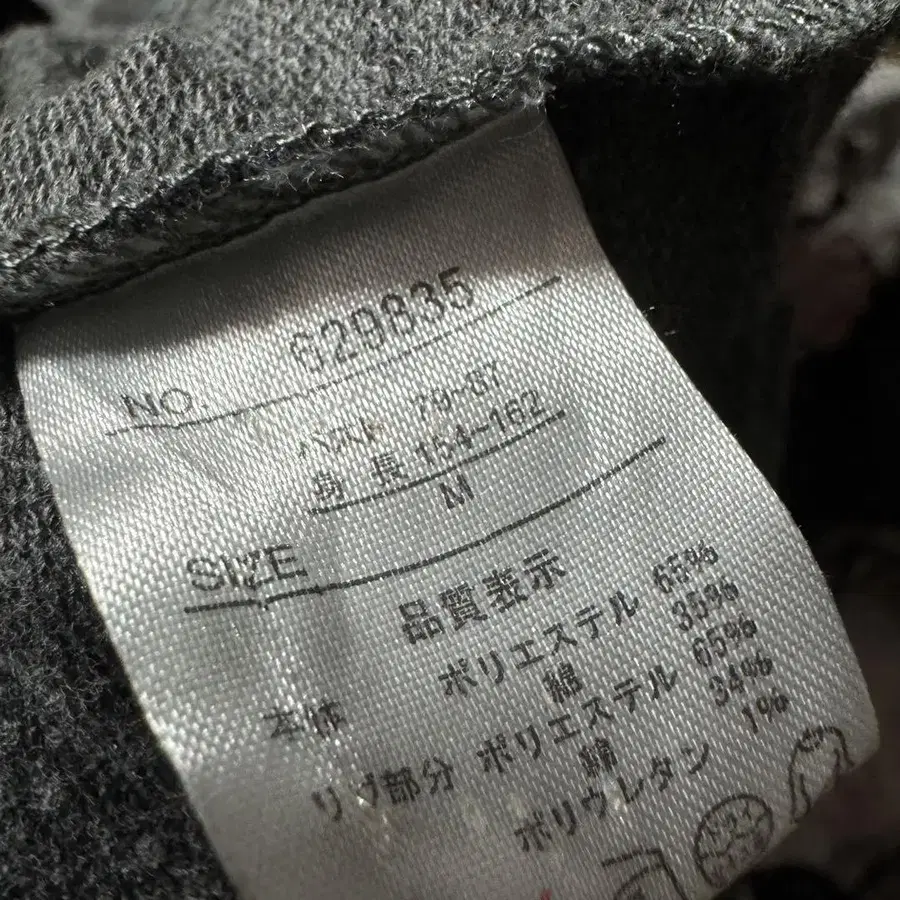 NO. 629835
バスト 79~87
身長 154~162
SIZE M
品質表示
本体 ポリエステル 65%
綿 35%
リブ部分 ポリエステル 65%
綿 34%
ポリウレタン 1%